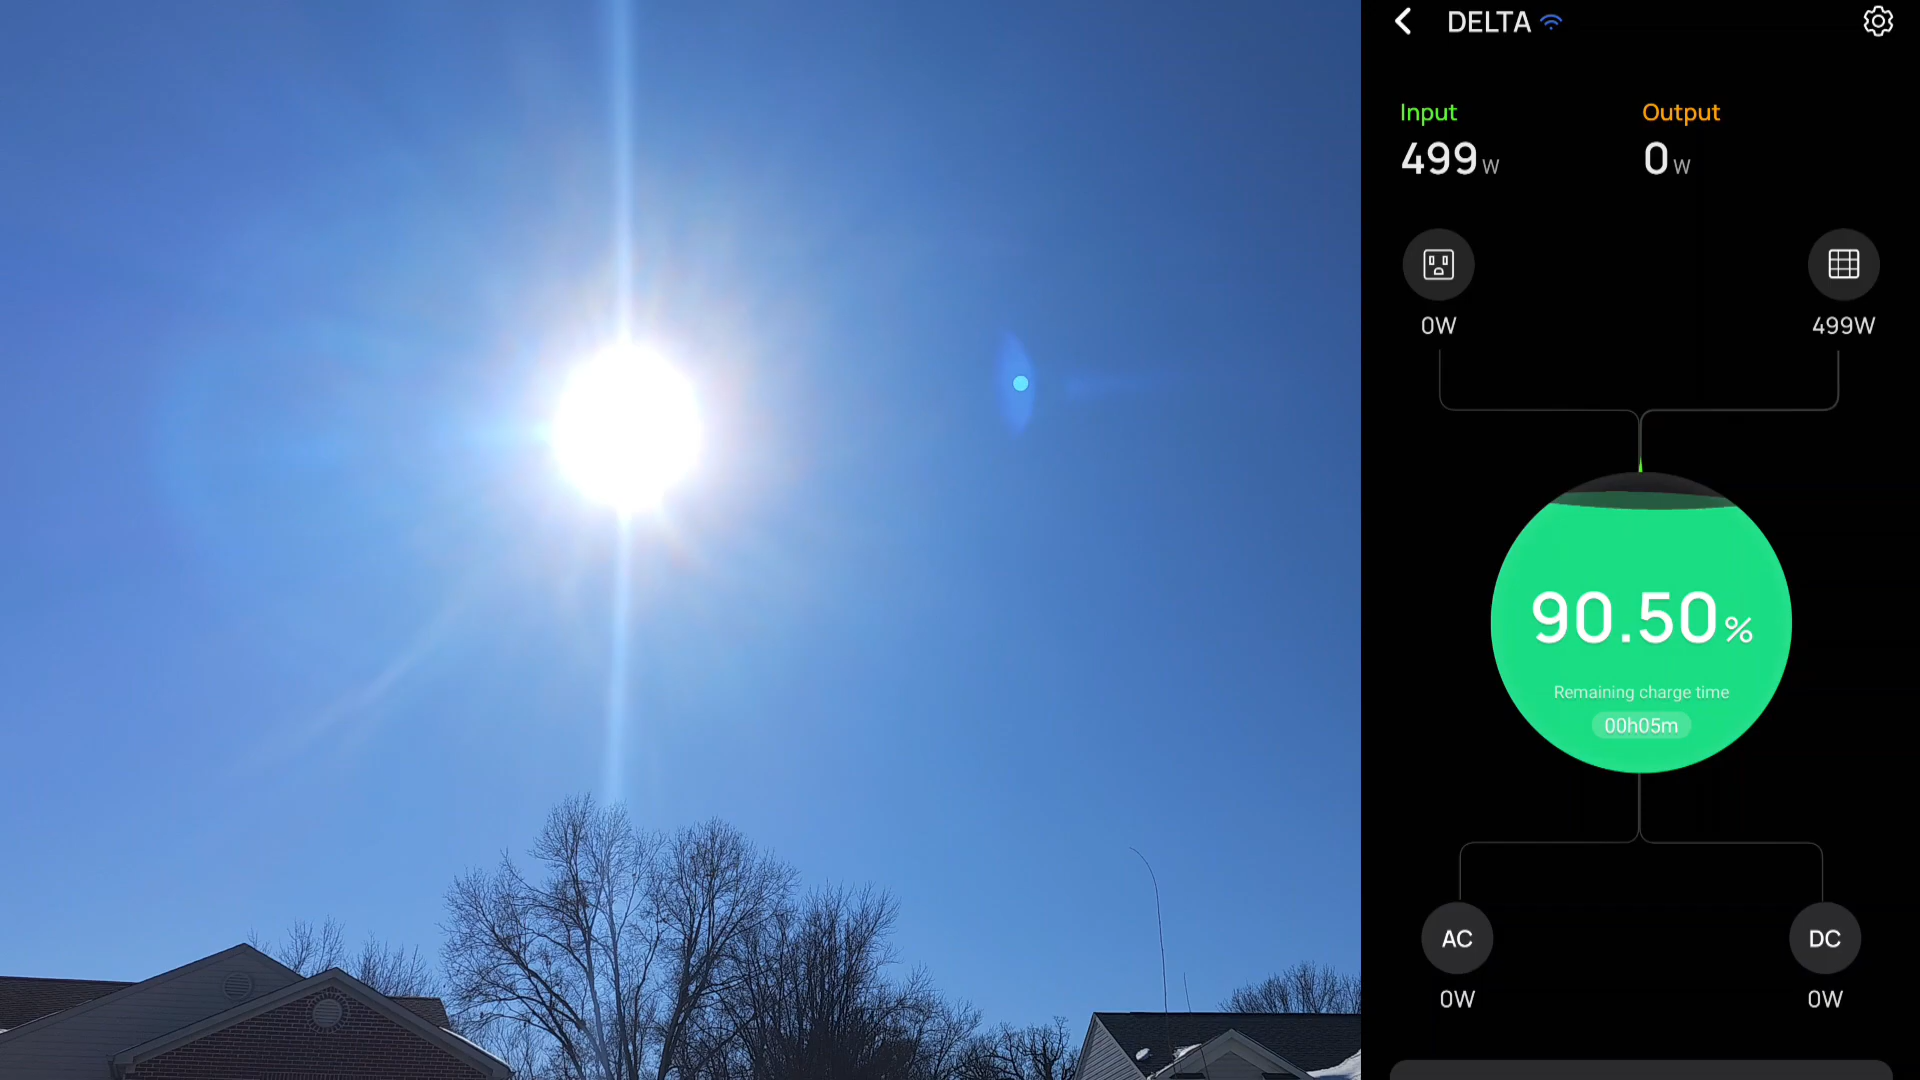 DELTA
Input Output
499W 0W
0W 499W
90.50%
Remaining charge time
00h05m
AC DC
0W 0W